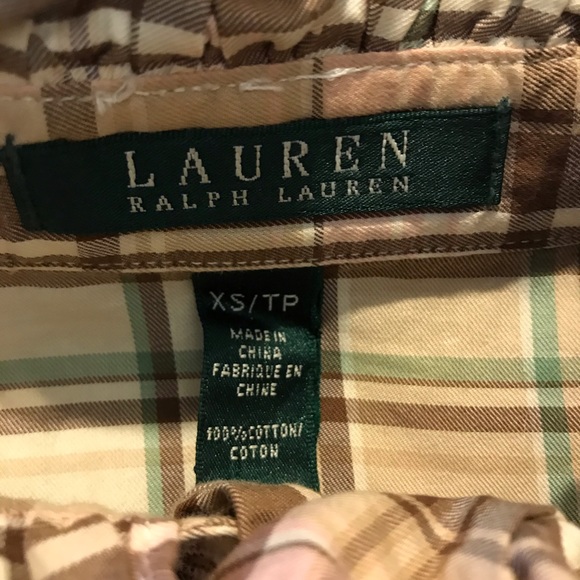 LAUREN
RALPH LAUREN
XS/TP
MADE IN
CHINA
FABRIQUE EN
CHINE
100%COTTON/
COTON